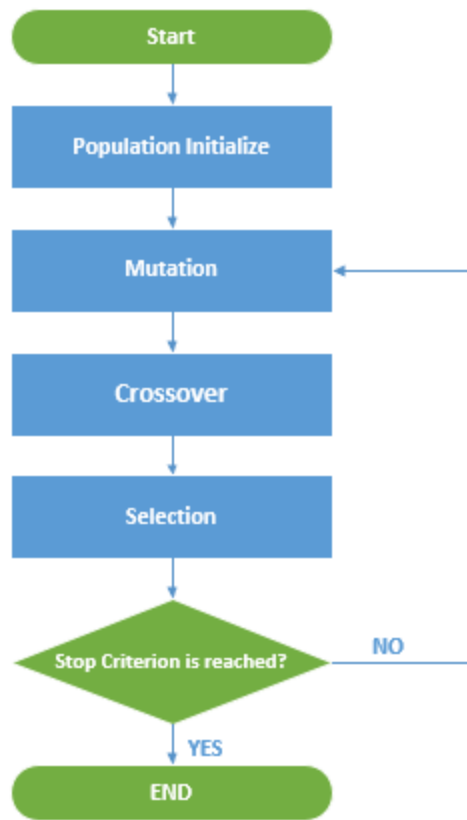 Start
Population Initialize
Mutation
Crossover
Selection
Stop Criterion is reached?
NO
YES
END